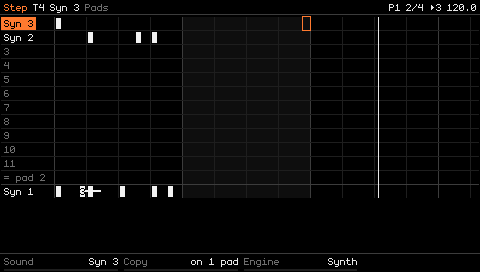 Step T4 Syn 3 Pads P1 2/4 3 120.0
Syn 3
Syn 2
3
4
5
6
7
8
9
10
11
= pad 2
Syn 1
Sound Syn 3 Copy on 1 pad Engine Synth